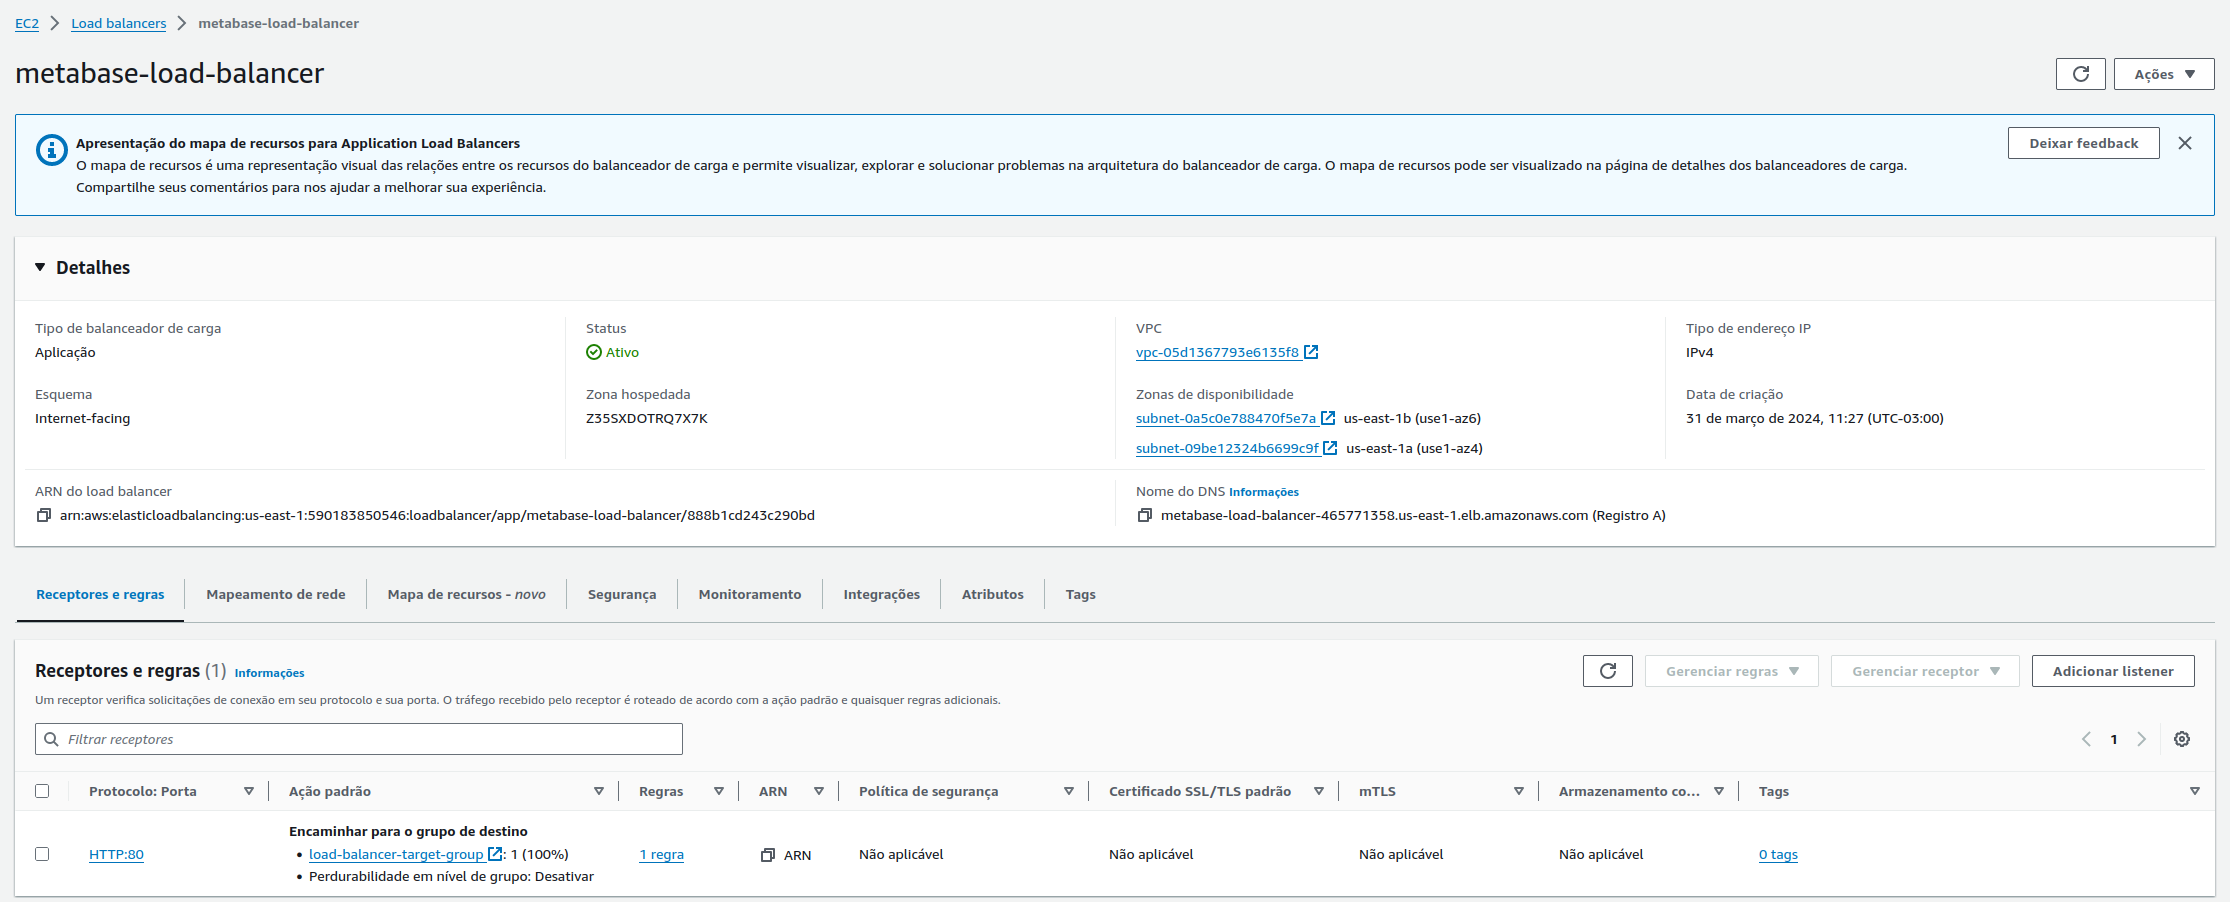 EC2 > Load balancers > metabase-load-balancer
metabase-load-balancer
Ações
Apresentação do mapa de recursos para Application Load Balancers
O mapa de recursos é uma representação visual das relações entre os recursos do balanceador de carga e permite visualizar, explorar e solucionar problemas na arquitetura do balanceador de carga. O mapa de recursos pode ser visualizado na página de detalhes dos balanceadores de carga.
Compartilhe seus comentários para nos ajudar a melhorar sua experiência.
Deixar feedback
Detalhes
Tipo de balanceador de carga
Aplicação
Status
Ativo
VPC
vpc-05d1367793e6135f8
Tipo de endereço IP
IPv4
Esquema
Internet-facing
Zona hospedada
Z35SXDOTRQ7X7K
Zonas de disponibilidade
subnet-0a5c0e788470f5e7a us-east-1b (use1-az6)
subnet-09be12324b6699c9f us-east-1a (use1-az4)
Data de criação
31 de março de 2024, 11:27 (UTC-03:00)
ARN do load balancer
arn:aws:elasticloadbalancing:us-east-1:590183850546:loadbalancer/app/metabase-load-balancer/888b1cd243c290bd
Nome do DNS Informações
metabase-load-balancer-465771358.us-east-1.elb.amazonaws.com (Registro A)
Receptores e regras
Mapeamento de rede
Mapa de recursos - novo
Segurança
Monitoramento
Integrações
Atributos
Tags
Receptores e regras (1) Informações
Um receptor verifica solicitações de conexão em seu protocolo e sua porta. O tráfego recebido pelo receptor é roteado de acordo com a ação padrão e quaisquer regras adicionais.
Gerenciar regras
Gerenciar receptor
Adicionar listener
Filtrar receptores
1
Protocolo: Porta
Ação padrão
Regras
ARN
Política de segurança
Certificado SSL/TLS padrão
mTLS
Armazenamento co...
Tags
HTTP:80
Encaminhar para o grupo de destino
• load-balancer-target-group : 1 (100%)
• Perdurabilidade em nível de grupo: Desativar
1 regra
ARN
Não aplicável
Não aplicável
Não aplicável
Não aplicável
0 tags